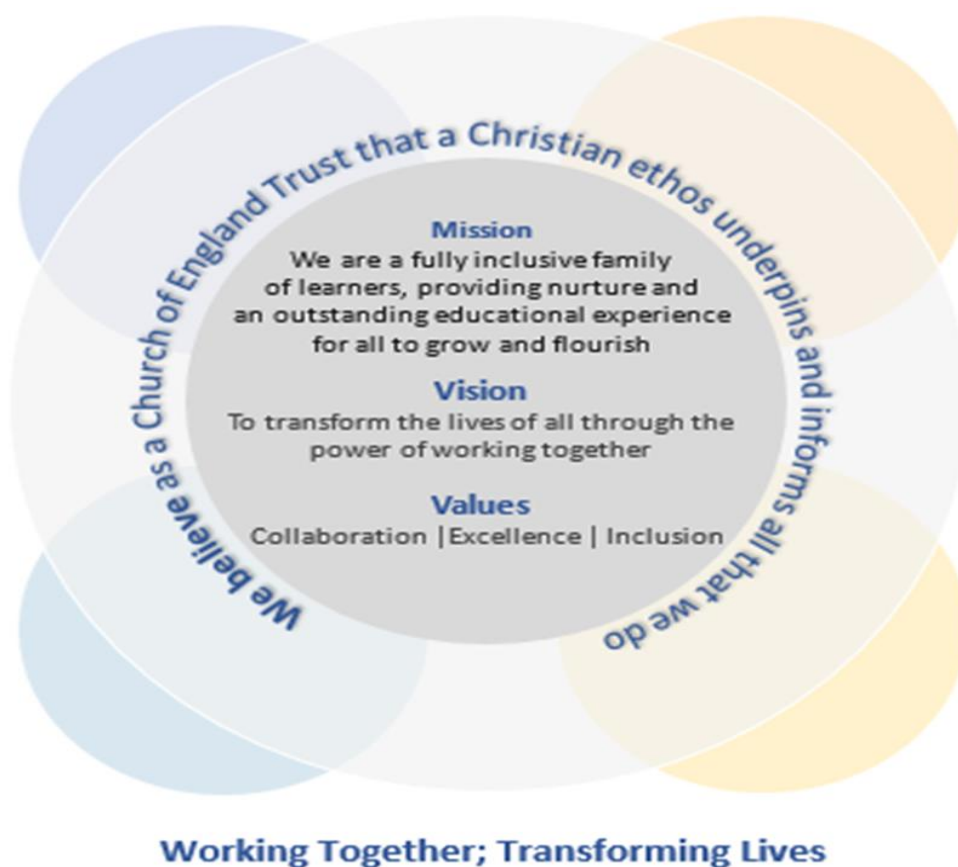 We believe as a Church of England Trust that a Christian ethos underpins and informs all that we do
Mission
We are a fully inclusive family
of learners, providing nurture and
an outstanding educational experience
for all to grow and flourish
Vision
To transform the lives of all through the
power of working together
Values
Collaboration | Excellence | Inclusion
Working Together; Transforming Lives